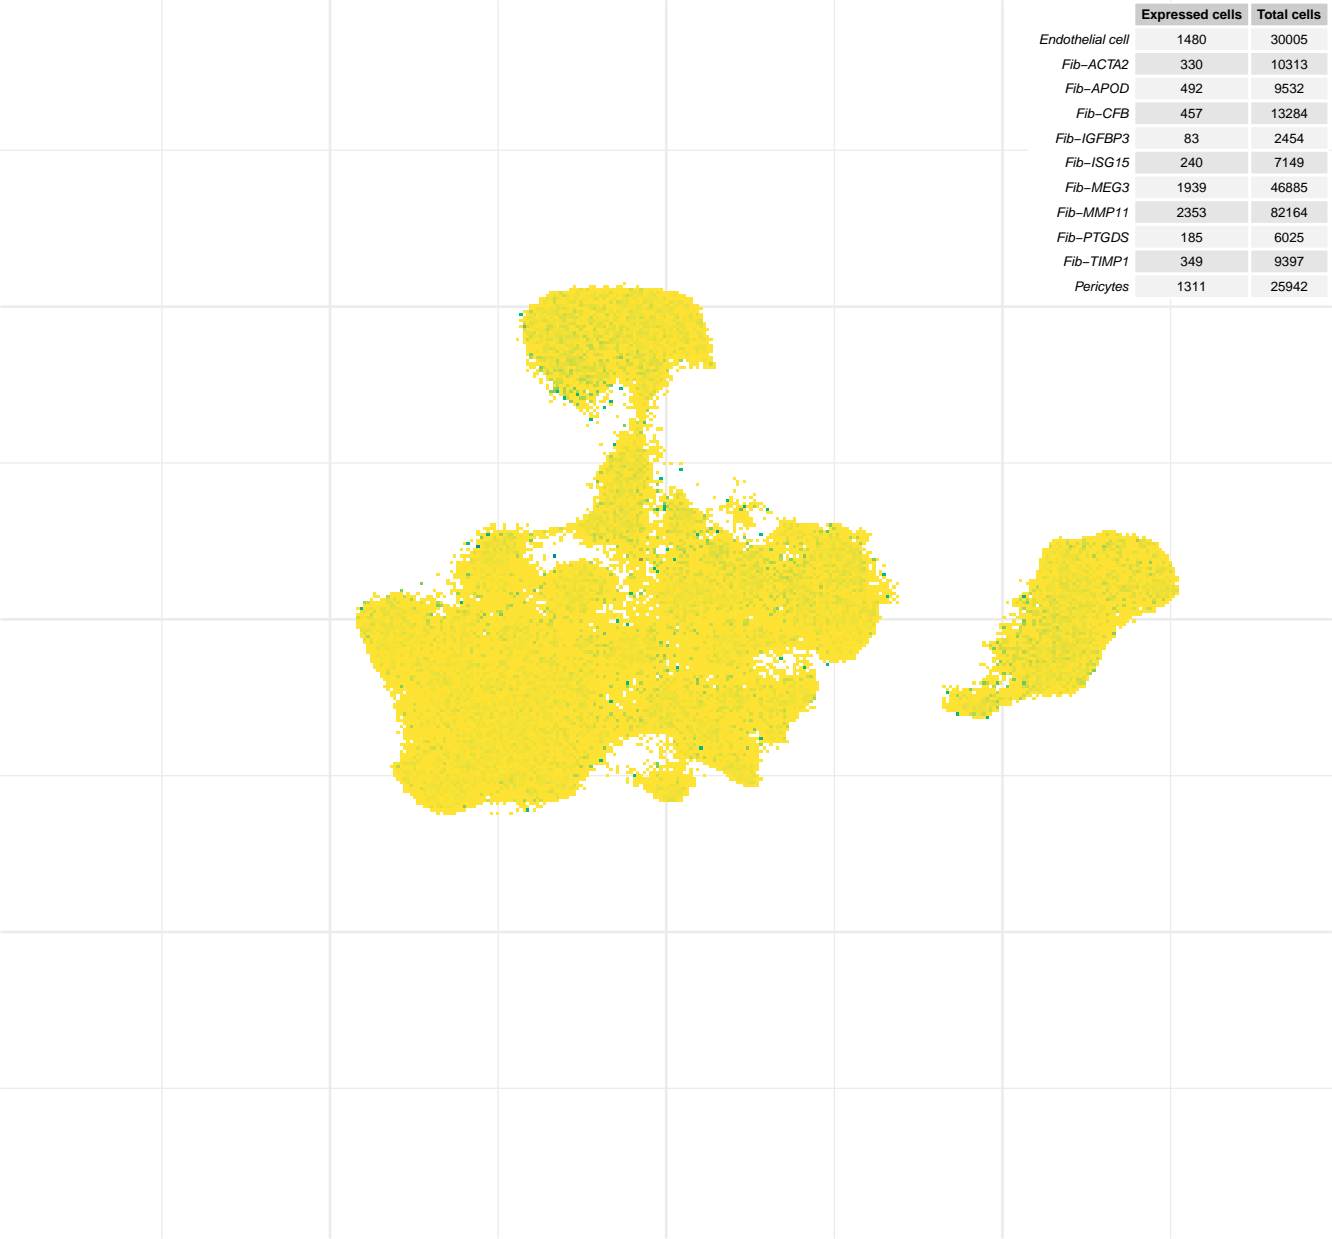 Expressed cells Total cells
Endothelial cell 1480 30005
Fib−ACTA2 330 10313
Fib−APOD 492 9532
Fib−CFB 457 13284
Fib−IGFBP3 83 2454
Fib−ISG15 240 7149
Fib−MEG3 1939 46885
Fib−MMP11 2353 82164
Fib−PTGDS 185 6025
Fib−TIMP1 349 9397
Pericytes 1311 25942